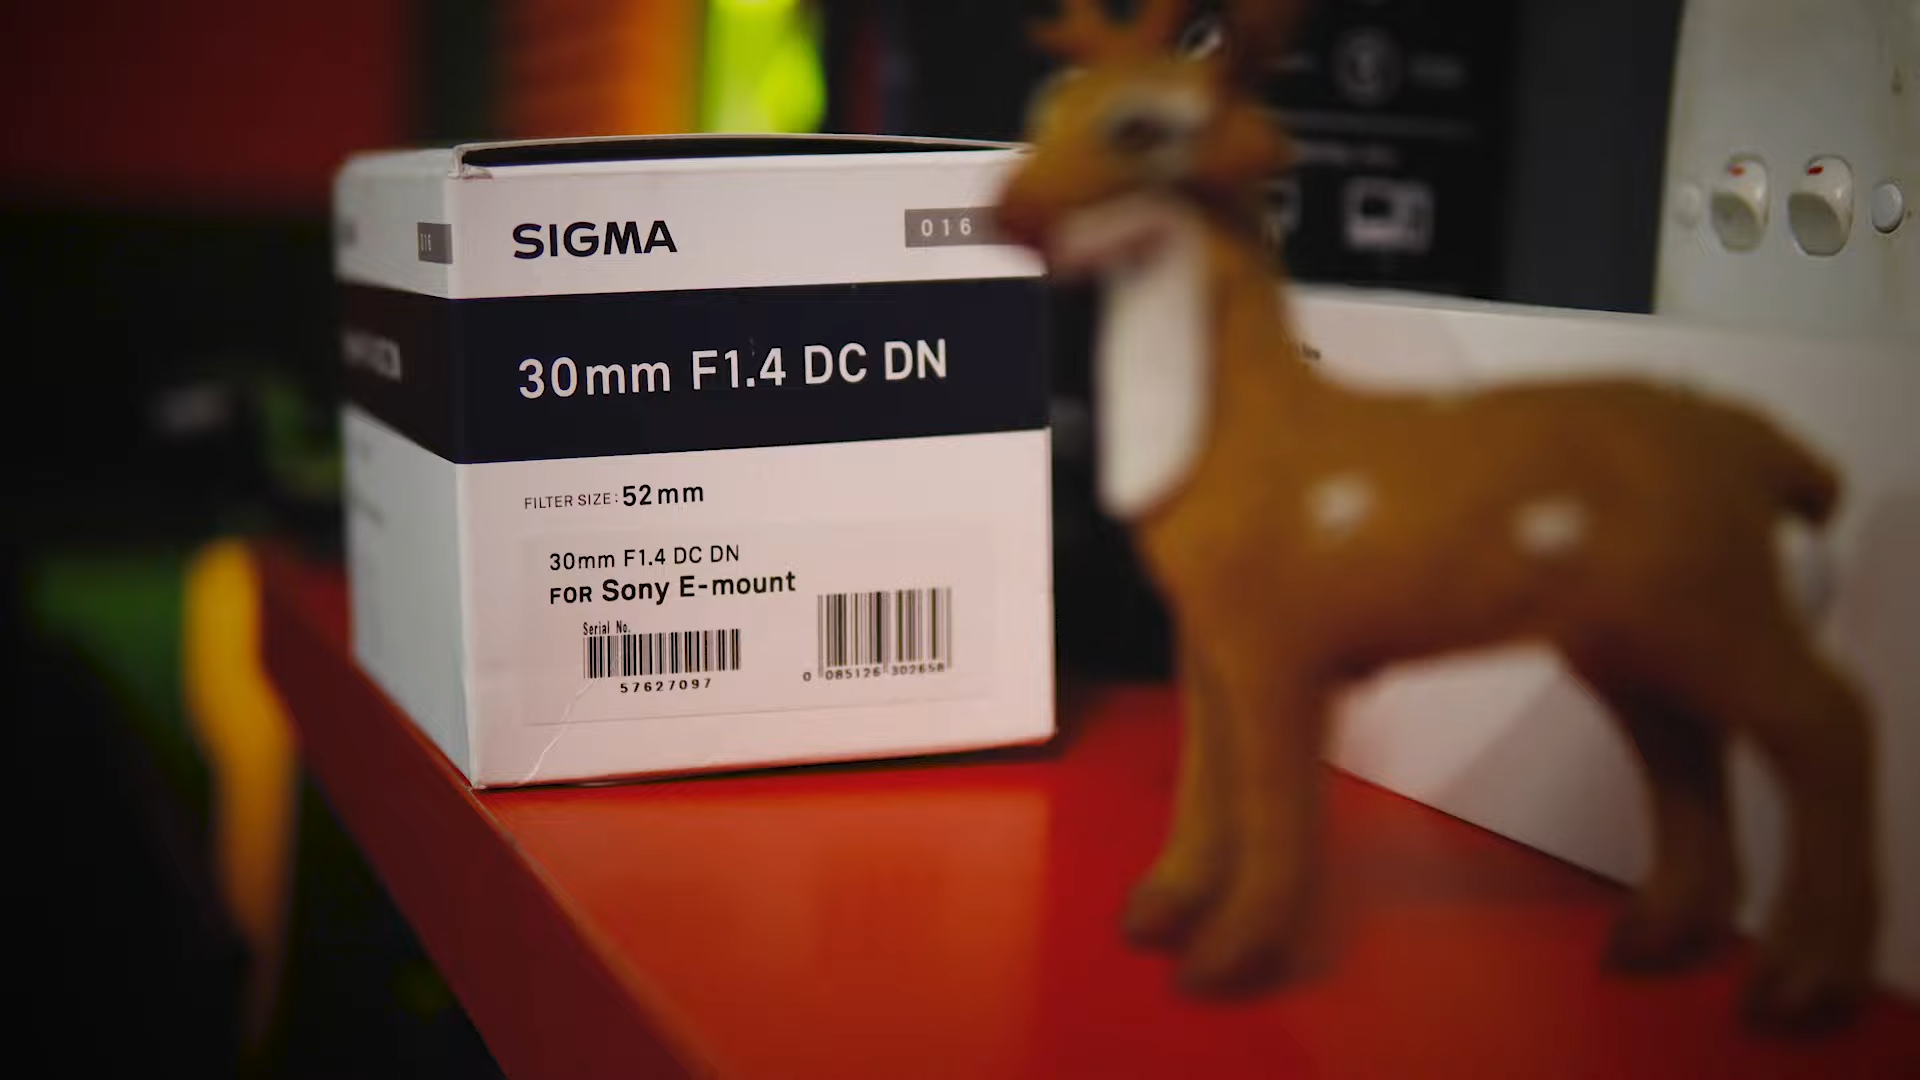 SIGMA
016
016
30mm F1.4 DC DN
FILTER SIZE: 52mm
30mm F1.4 DC DN
FOR Sony E-mount
Serial No.
57627097
0 085126 302658